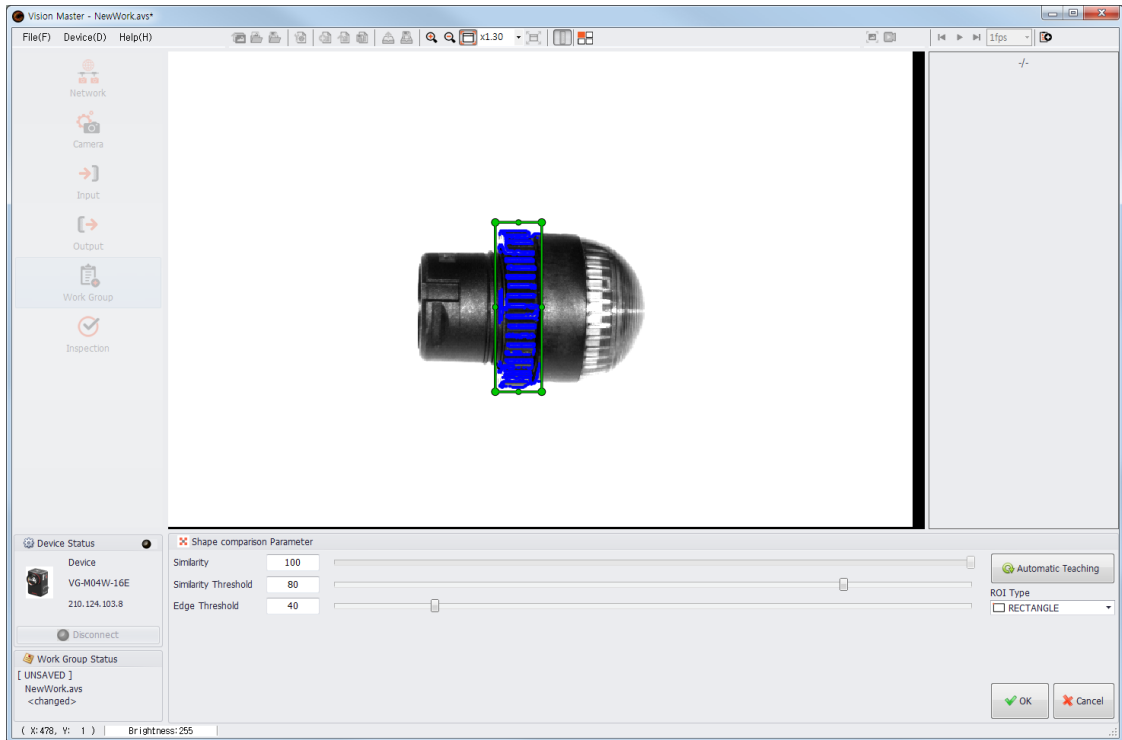 Vision Master - NewWork.avs*
File(F) Device(D) Help(H)
x1.30
1fps
Network
Camera
Input
Output
Work Group
Inspection
-/-
Device Status
Device
VG-M04W-16E
210.124.103.8
Disconnect
Work Group Status
[ UNSAVED ]
NewWork.avs
<changed>
Shape comparison Parameter
Similarity 100
Similarity Threshold 80
Edge Threshold 40
Automatic Teaching
ROI Type
RECTANGLE
OK Cancel
( X:478, Y: 1 ) Brightness:255